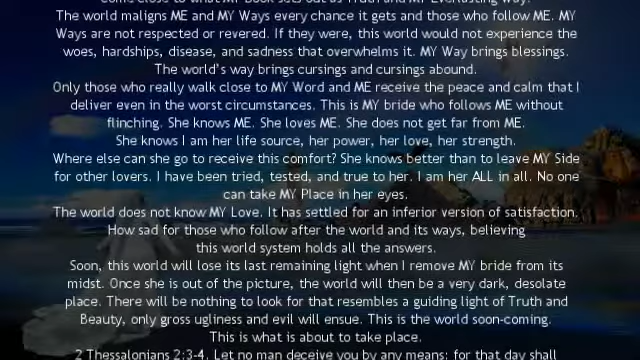 Come close to what MY Book sets out as Truth and MY Everlasting Way.
The world maligns ME and MY Ways every chance it gets and those who follow ME. MY
Ways are not respected or revered. If they were, this world would not experience the
woes, hardships, disease, and sadness that overwhelms it. MY Way brings blessings.
The world's way brings cursings and cursings abound.
Only those who really walk close to MY Word and ME receive the peace and calm that I
deliver even in the worst circumstances. This is MY bride who follows ME without
flinching. She knows ME. She loves ME. She does not get far from ME.
She knows I am her life source, her power, her love, her strength.
Where else can she go to receive this comfort? She knows better than to leave MY Side
for other lovers. I have been tried, tested, and true to her. I am her ALL in all. No one
can take MY Place in her eyes.
The world does not know MY Love. It has settled for an inferior version of satisfaction.
How sad for those who follow after the world and its ways, believing
this world system holds all the answers.
Soon, this world will lose its last remaining light when I remove MY bride from its
midst. Once she is out of the picture, the world will then be a very dark, desolate
place. There will be nothing to look for that resembles a guiding light of Truth and
Beauty, only gross ugliness and evil will ensue. This is the world soon-coming.
This is what is about to take place.
2 Thessalonians 2:3-4. Let no man deceive you by any means: for that day shall